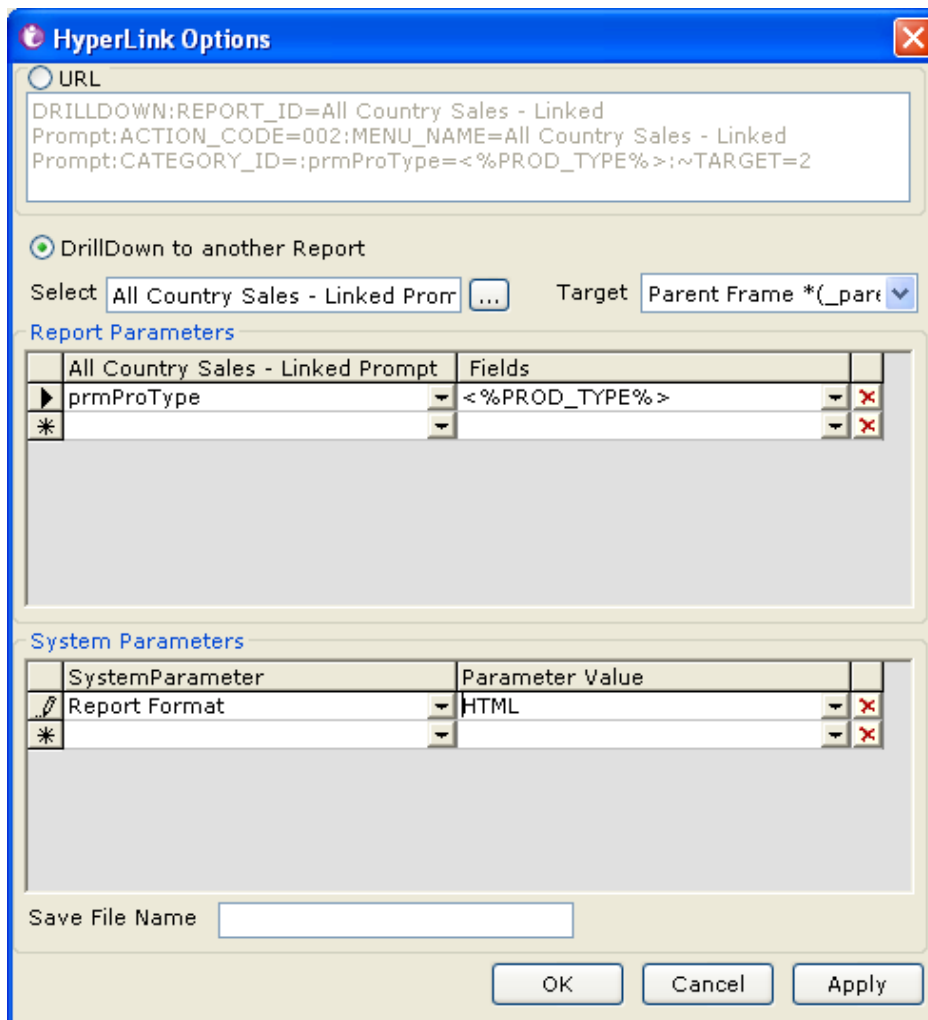 HyperLink Options
URL
DRILLDOWN:REPORT_ID=All Country Sales - Linked
Prompt:ACTION_CODE=002:MENU_NAME=All Country Sales - Linked
Prompt:CATEGORY_ID=:prmProType=<%PROD_TYPE%>:~TARGET=2
DrillDown to another Report
Select All Country Sales - Linked Pron ... Target Parent Frame *(_pare
Report Parameters
All Country Sales - Linked Prompt Fields
prmProType <%PROD_TYPE%>
System Parameters
SystemParameter Parameter Value
Report Format HTML
Save File Name
OK Cancel Apply